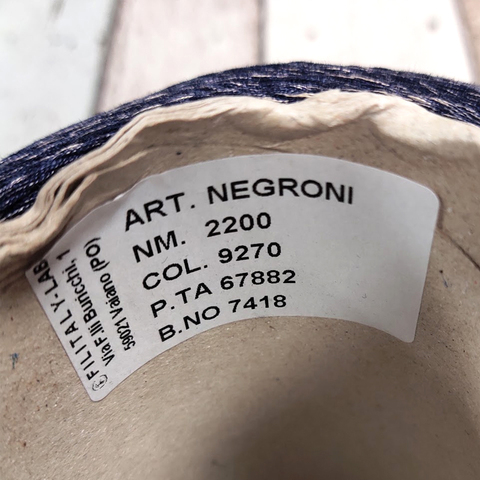 ART. NEGRONI
NM. 2200
COL. 9270
P.TA 67882
B.NO 7418
FILITALY-LAB
Via F.lli Buricchi, 1
59021 Vaiano (PO)